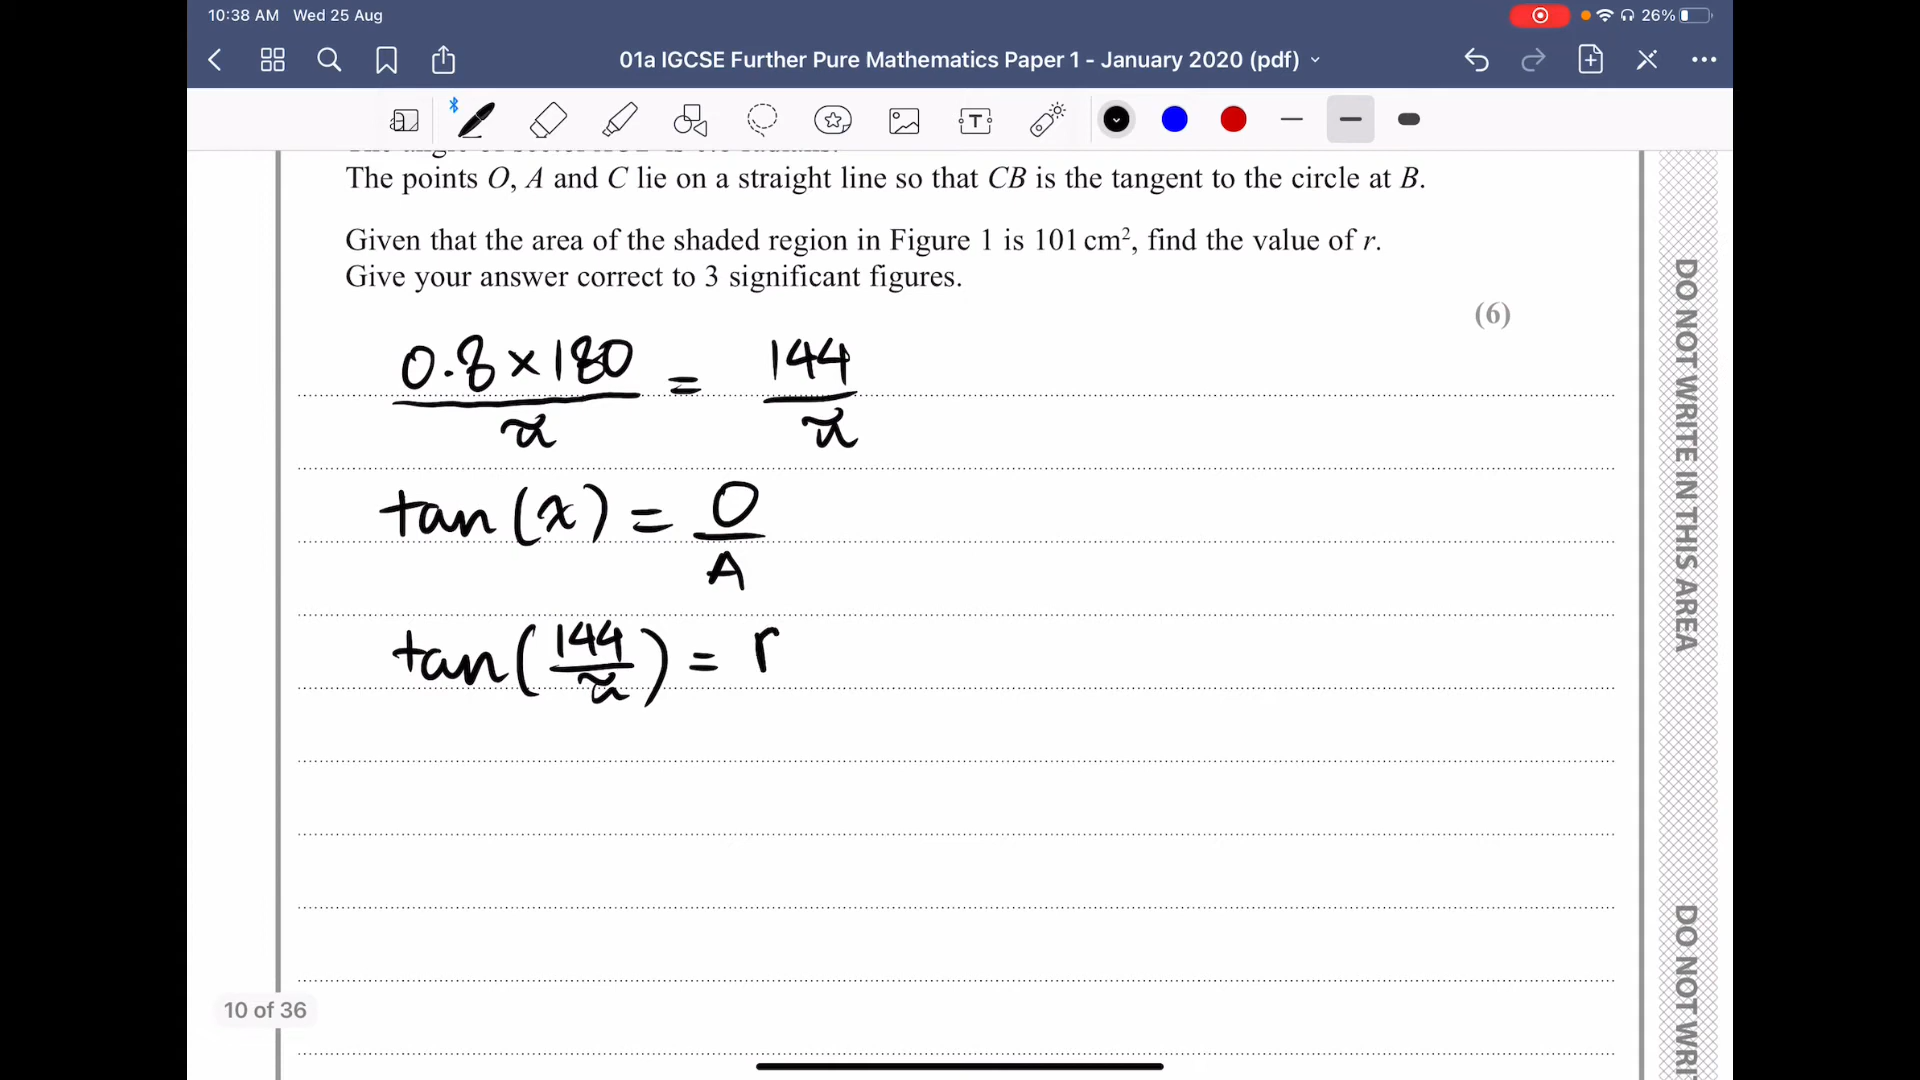 10:38 AM Wed 25 Aug
26%
01a IGCSE Further Pure Mathematics Paper 1 - January 2020 (pdf)
The points O, A and C lie on a straight line so that CB is the tangent to the circle at B.
Given that the area of the shaded region in Figure 1 is 101 cm², find the value of r.
Give your answer correct to 3 significant figures.
(6)
0.8 × 180 / π = 144 / π
tan(x) = O / A
tan(144 / π) = r
10 of 36
DO NOT WRITE IN THIS AREA
DO NOT WRI